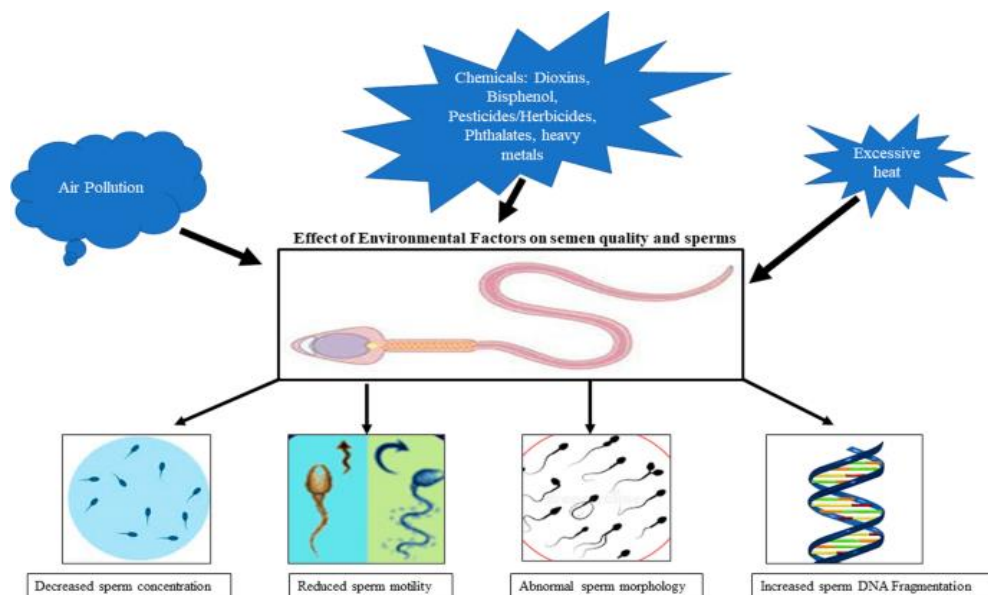 Chemicals: Dioxins,
Bisphenol,
Pesticides/Herbicides,
Phthalates, heavy
metals
Air Pollution
Excessive
heat
Effect of Environmental Factors on semen quality and sperms
Decreased sperm concentration
Reduced sperm motility
Abnormal sperm morphology
Increased sperm DNA Fragmentation